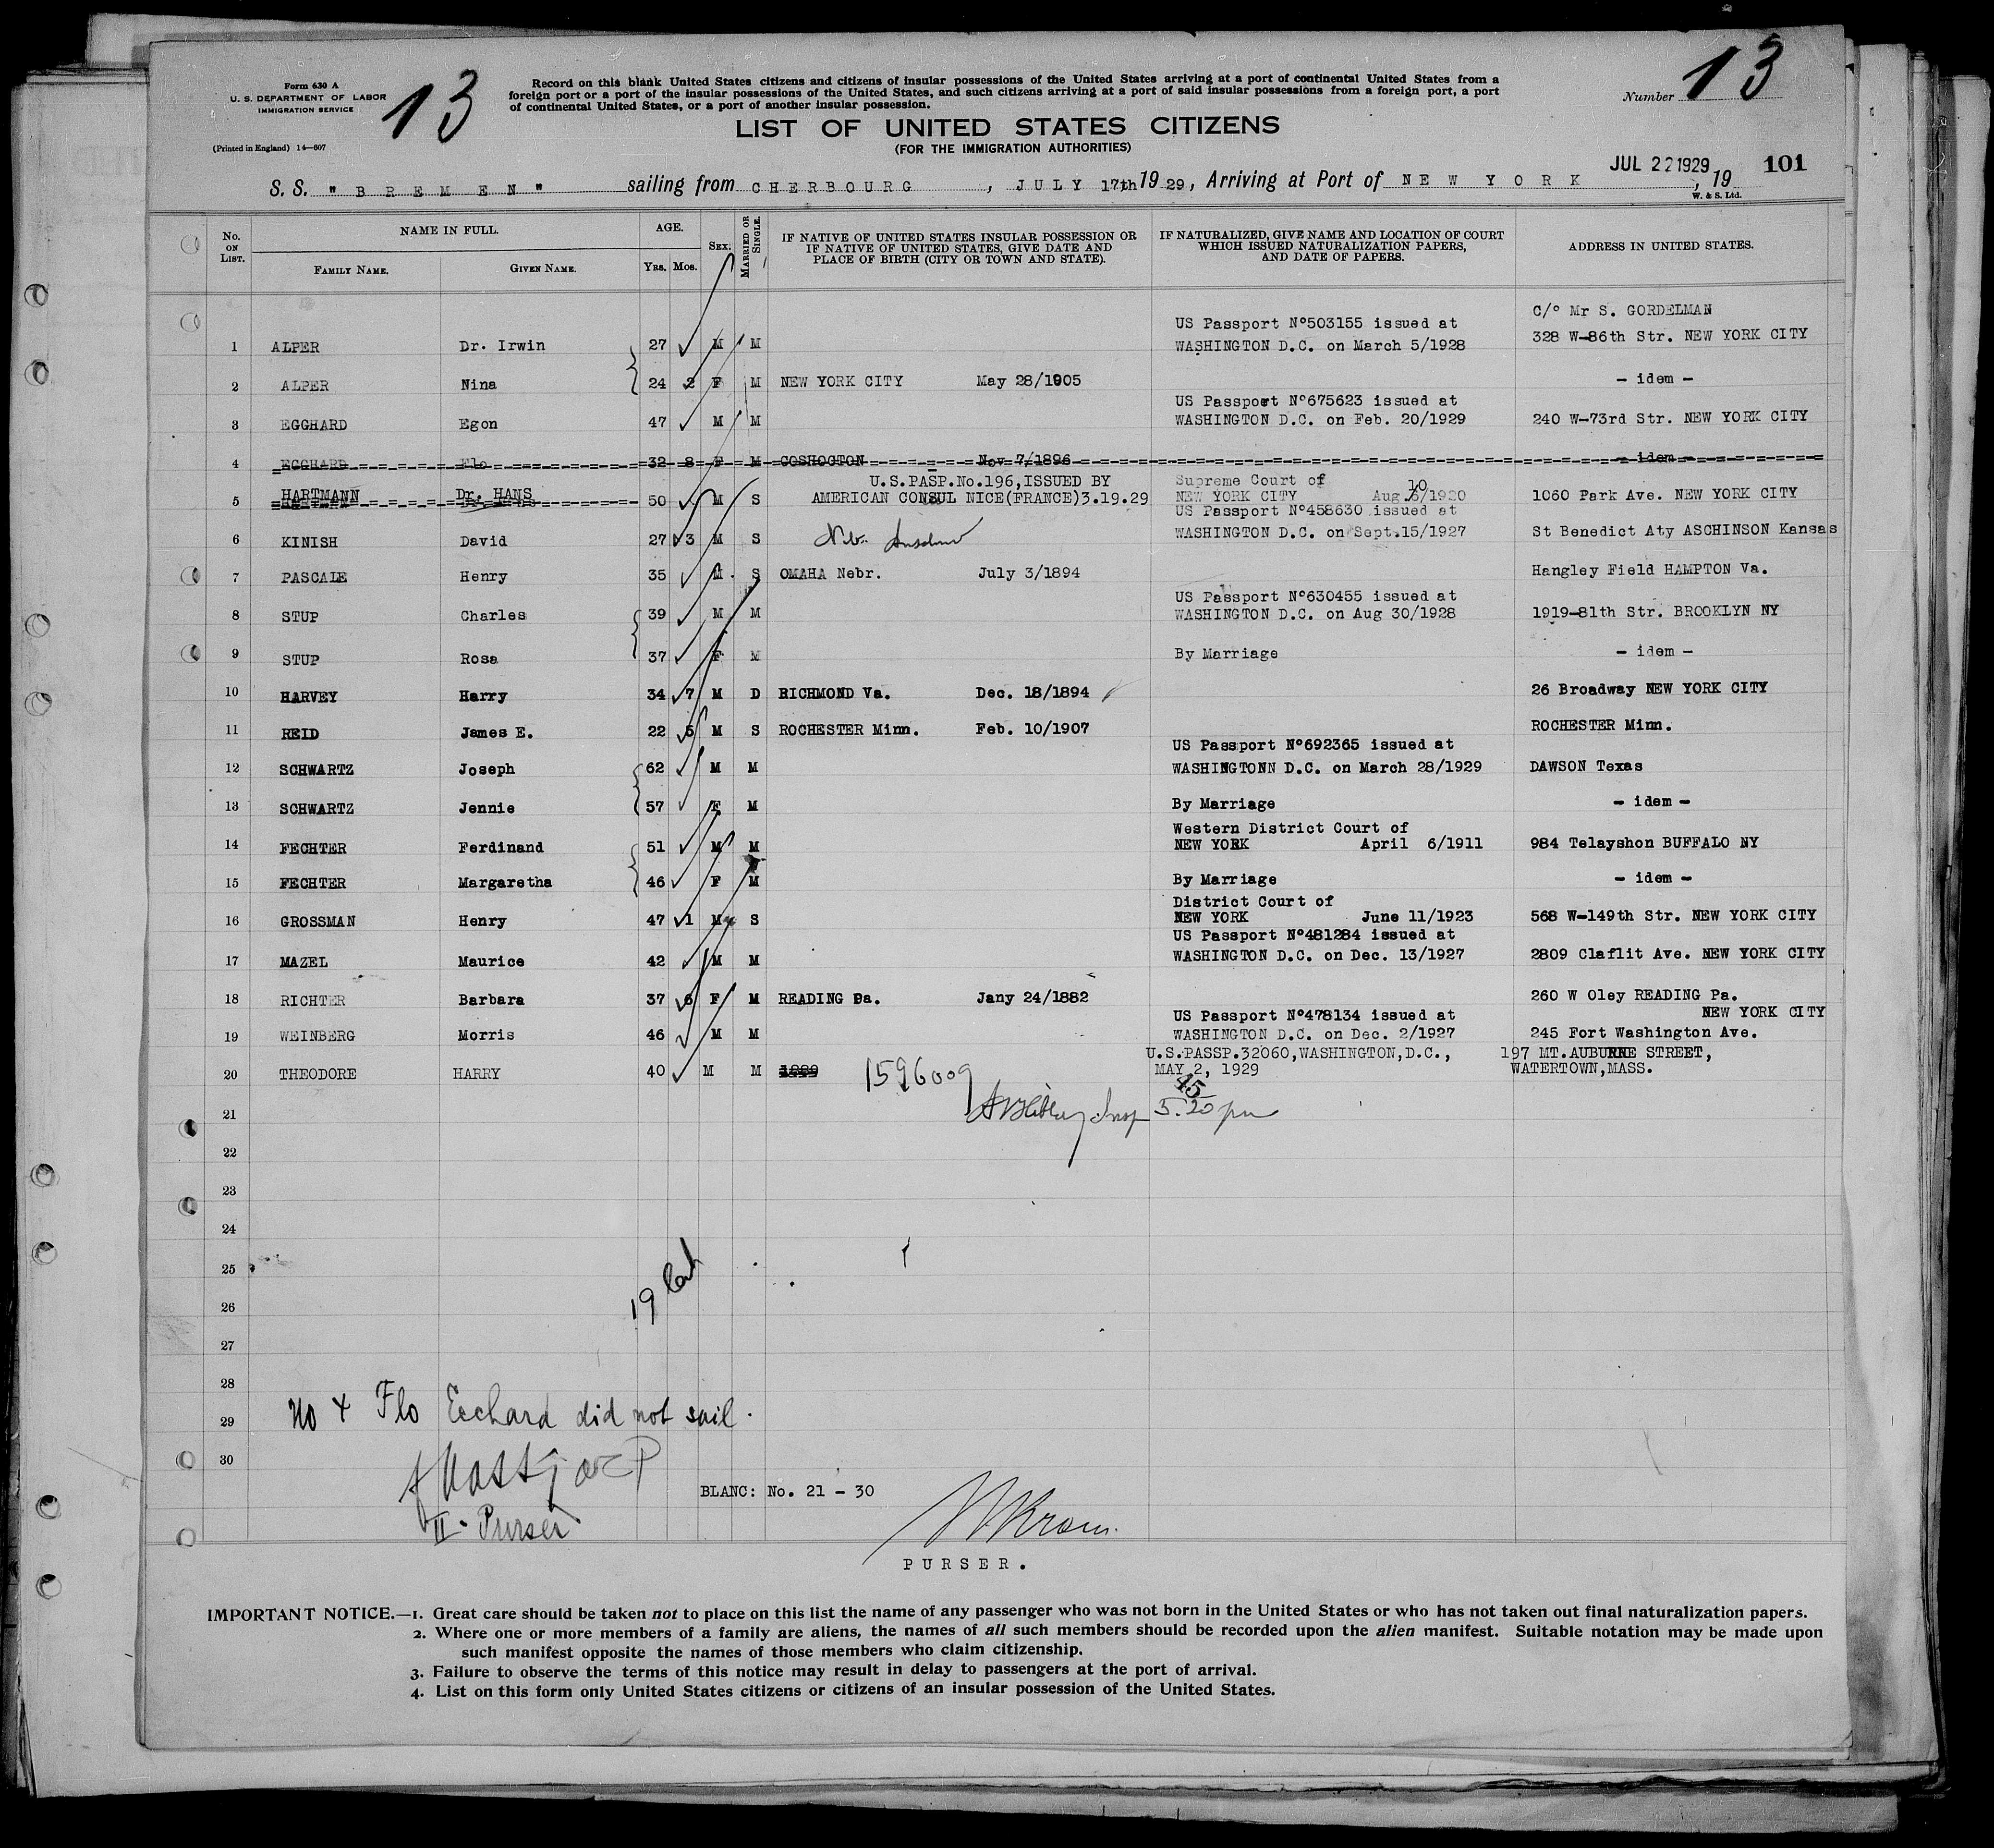 13
Form 630 A
U. S. DEPARTMENT OF LABOR
IMMIGRATION SERVICE
(Printed in England) 14—607
Record on this blank United States citizens and citizens of insular possessions of the United States arriving at a port of continental United States from a
foreign port or a port of the insular possessions of the United States, and such citizens arriving at a port of said insular possessions from a foreign port, a port
of continental United States, or a port of another insular possession.
Number 13
LIST OF UNITED STATES CITIZENS
(FOR THE IMMIGRATION AUTHORITIES)
S. S. "BREMEN" sailing from CHERBOURG, JULY 17th 1929, Arriving at Port of NEW YORK JUL 22 1929, 19 101
W. & S. Ltd.
No. ON LIST. NAME IN FULL. FAMILY NAME. GIVEN NAME. AGE. YRS. MOS. SEX. MARRIED OR SINGLE. IF NATIVE OF UNITED STATES INSULAR POSSESSION OR IF NATIVE OF UNITED STATES, GIVE DATE AND PLACE OF BIRTH (CITY OR TOWN AND STATE). IF NATURALIZED, GIVE NAME AND LOCATION OF COURT WHICH ISSUED NATURALIZATION PAPERS, AND DATE OF PAPERS. ADDRESS IN UNITED STATES.
US Passport Nº503155 issued at C/o Mr S. GORDELMAN
1 ALPER Dr. Irwin 27 M M WASHINGTON D.C. on March 5/1928 328 W-86th Str. NEW YORK CITY
2 ALPER Nina 24 2 F M NEW YORK CITY May 28/1905 - idem -
US Passport Nº675623 issued at
3 EGGHARD Egon 47 M M WASHINGTON D.C. on Feb. 20/1929 240 W-73rd Str. NEW YORK CITY
4 EGGHARD Flo 32 8 F M COSHOCTON Nov 7/1896 - idem -
U.S.PASP.No.196,ISSUED BY Supreme Court of 10
5 HARTMANN Dr. HANS 50 M S AMERICAN CONSUL NICE(FRANCE)3.19.29 NEW YORK CITY Aug /1920 1060 Park Ave. NEW YORK CITY
US Passport Nº458630 issued at
6 KINISH David 27 3 M S WASHINGTON D.C. on Sept.15/1927 St Benedict Aty ASCHINSON Kansas
7 PASCALE Henry 35 M S OMAHA Nebr. July 3/1894 Hangley Field HAMPTON Va.
US Passport Nº630455 issued at
8 STUP Charles 39 M M WASHINGTON D.C. on Aug 30/1928 1919-81th Str. BROOKLYN NY
9 STUP Rosa 37 F M By Marriage - idem -
10 HARVEY Harry 34 7 M D RICHMOND Va. Dec. 18/1894 26 Broadway NEW YORK CITY
11 REID James E. 22 5 M S ROCHESTER Minn. Feb. 10/1907 ROCHESTER Minn.
US Passport Nº692365 issued at
12 SCHWARTZ Joseph 62 M M WASHINGTONN D.C. on March 28/1929 DAWSON Texas
13 SCHWARTZ Jennie 57 F M By Marriage - idem -
Western District Court of
14 FECHTER Ferdinand 51 M M NEW YORK April 6/1911 984 Telayshon BUFFALO NY
15 FECHTER Margaretha 46 F M By Marriage - idem -
District Court of
16 GROSSMAN Henry 47 1 M S NEW YORK June 11/1923 568 W-149th Str. NEW YORK CITY
US Passport Nº481284 issued at
17 MAZEL Maurice 42 M M WASHINGTON D.C. on Dec. 13/1927 2809 Claflit Ave. NEW YORK CITY
18 RICHTER Barbara 37 6 F M READING Pa. Jany 24/1882 260 W Oley READING Pa.
US Passport Nº478134 issued at NEW YORK CITY
19 WEINBERG Morris 46 M M WASHINGTON D.C. on Dec. 2/1927 245 Fort Washington Ave.
U.S.PASSP.32060,WASHINGTON,D.C., 197 MT.AUBURNE STREET,
20 THEODORE HARRY 40 M M 1889 1596009 MAY 2, 1929 WATERTOWN,MASS.
45
21 Insp 5.20 pm
22
23
24
25
26
27
28
29
30
19
No 4 Flo Ecchard did not sail.
II. Purser
BLANC: No. 21 - 30
PURSER.
IMPORTANT NOTICE.—1. Great care should be taken not to place on this list the name of any passenger who was not born in the United States or who has not taken out final naturalization papers.
2. Where one or more members of a family are aliens, the names of all such members should be recorded upon the alien manifest. Suitable notation may be made upon
such manifest opposite the names of those members who claim citizenship.
3. Failure to observe the terms of this notice may result in delay to passengers at the port of arrival.
4. List on this form only United States citizens or citizens of an insular possession of the United States.